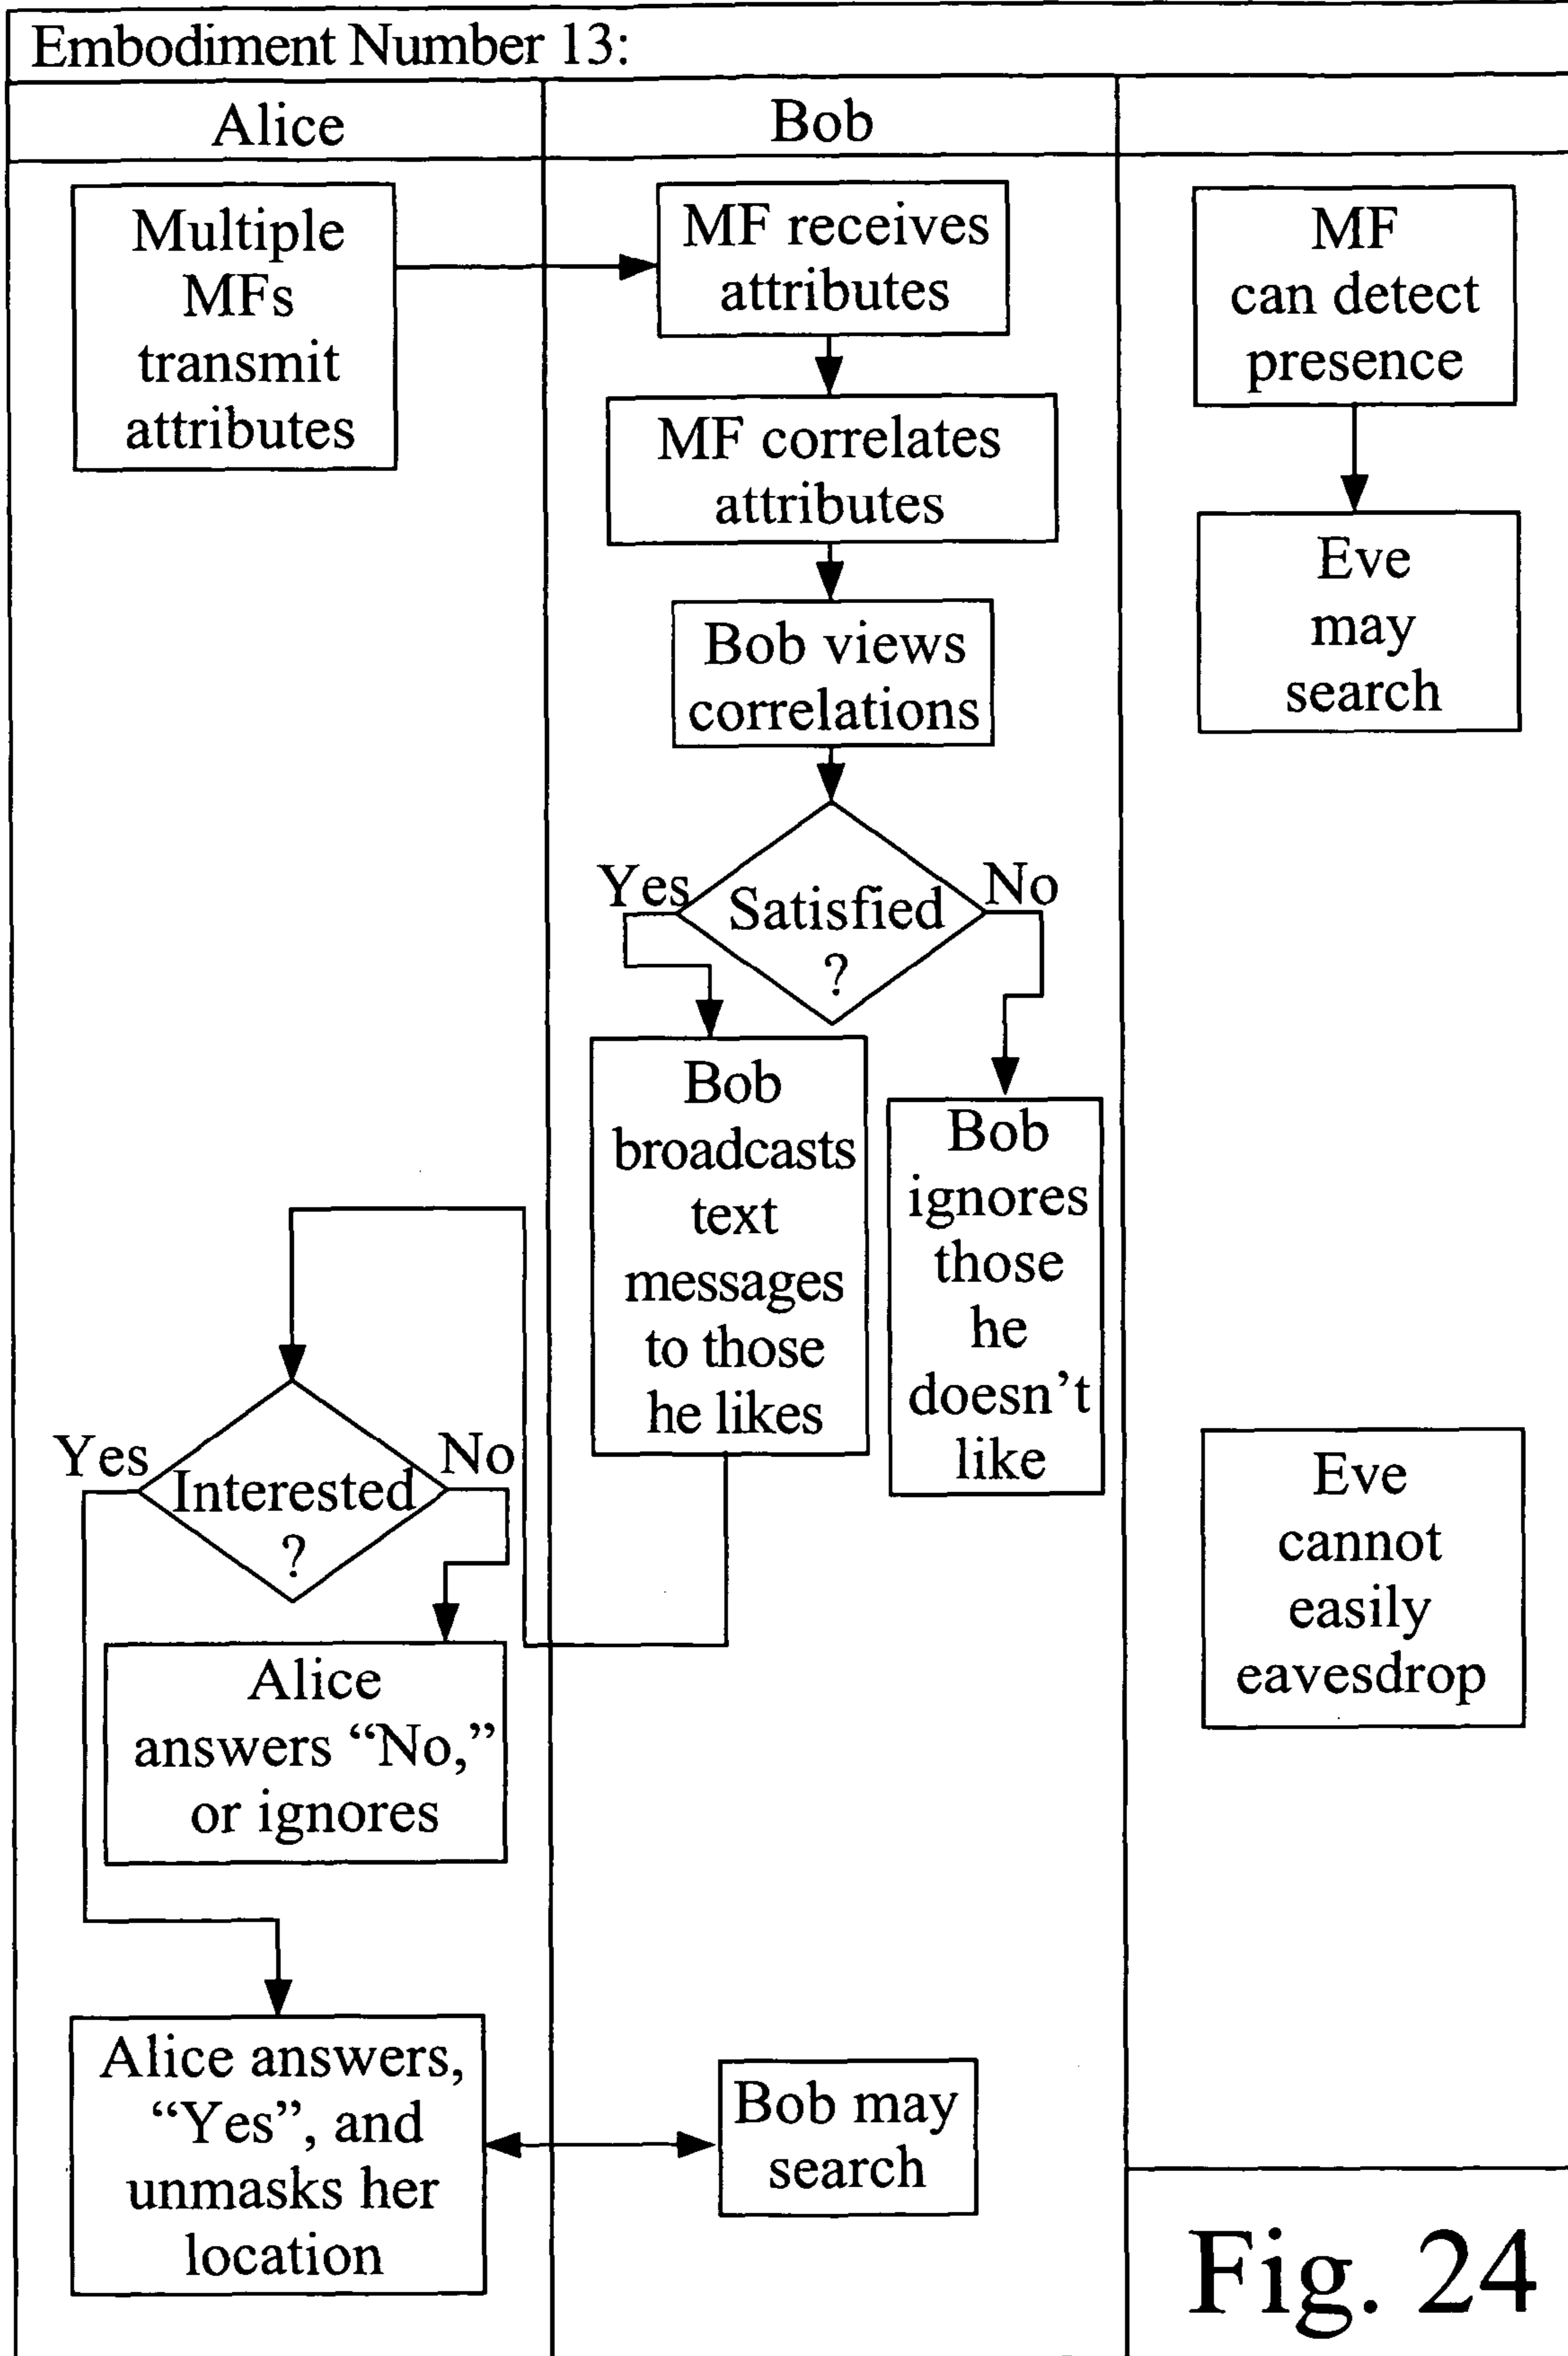 Embodiment Number 13:
Alice
Bob
Multiple
MFs
transmit
attributes
MF receives
attributes
MF
can detect
presence
MF correlates
attributes
Eve
may
search
Bob views
correlations
Yes
No
Satisfied
?
Bob
broadcasts
text
messages
to those
he likes
Bob
ignores
those
he
doesn’t
like
Yes
No
Interested
?
Eve
cannot
easily
eavesdrop
Alice
answers “No,”
or ignores
Alice answers,
“Yes”, and
unmasks her
location
Bob may
search
Fig. 24